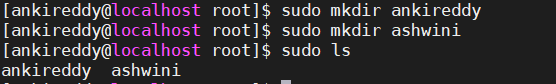 [ankireddy@localhost root]$ sudo mkdir ankireddy
[ankireddy@localhost root]$ sudo mkdir ashwini
[ankireddy@localhost root]$ sudo ls
ankireddy  ashwini